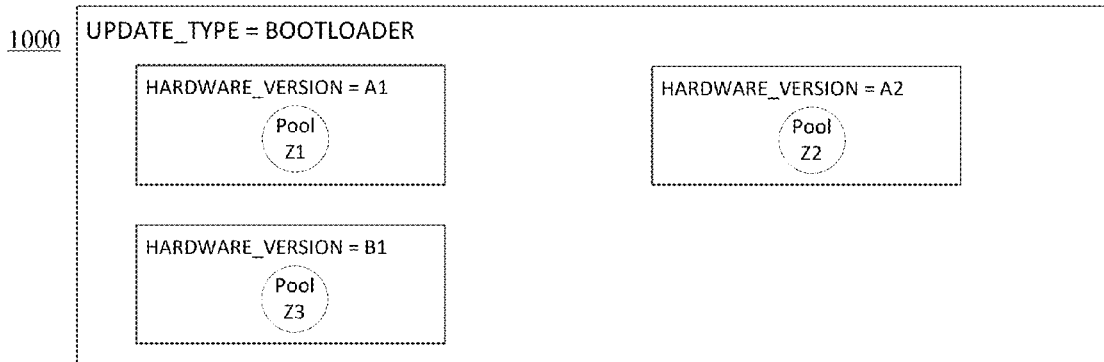 1000
UPDATE_TYPE = BOOTLOADER
HARDWARE_VERSION = A1
Pool
Z1
HARDWARE_VERSION = A2
Pool
Z2
HARDWARE_VERSION = B1
Pool
Z3